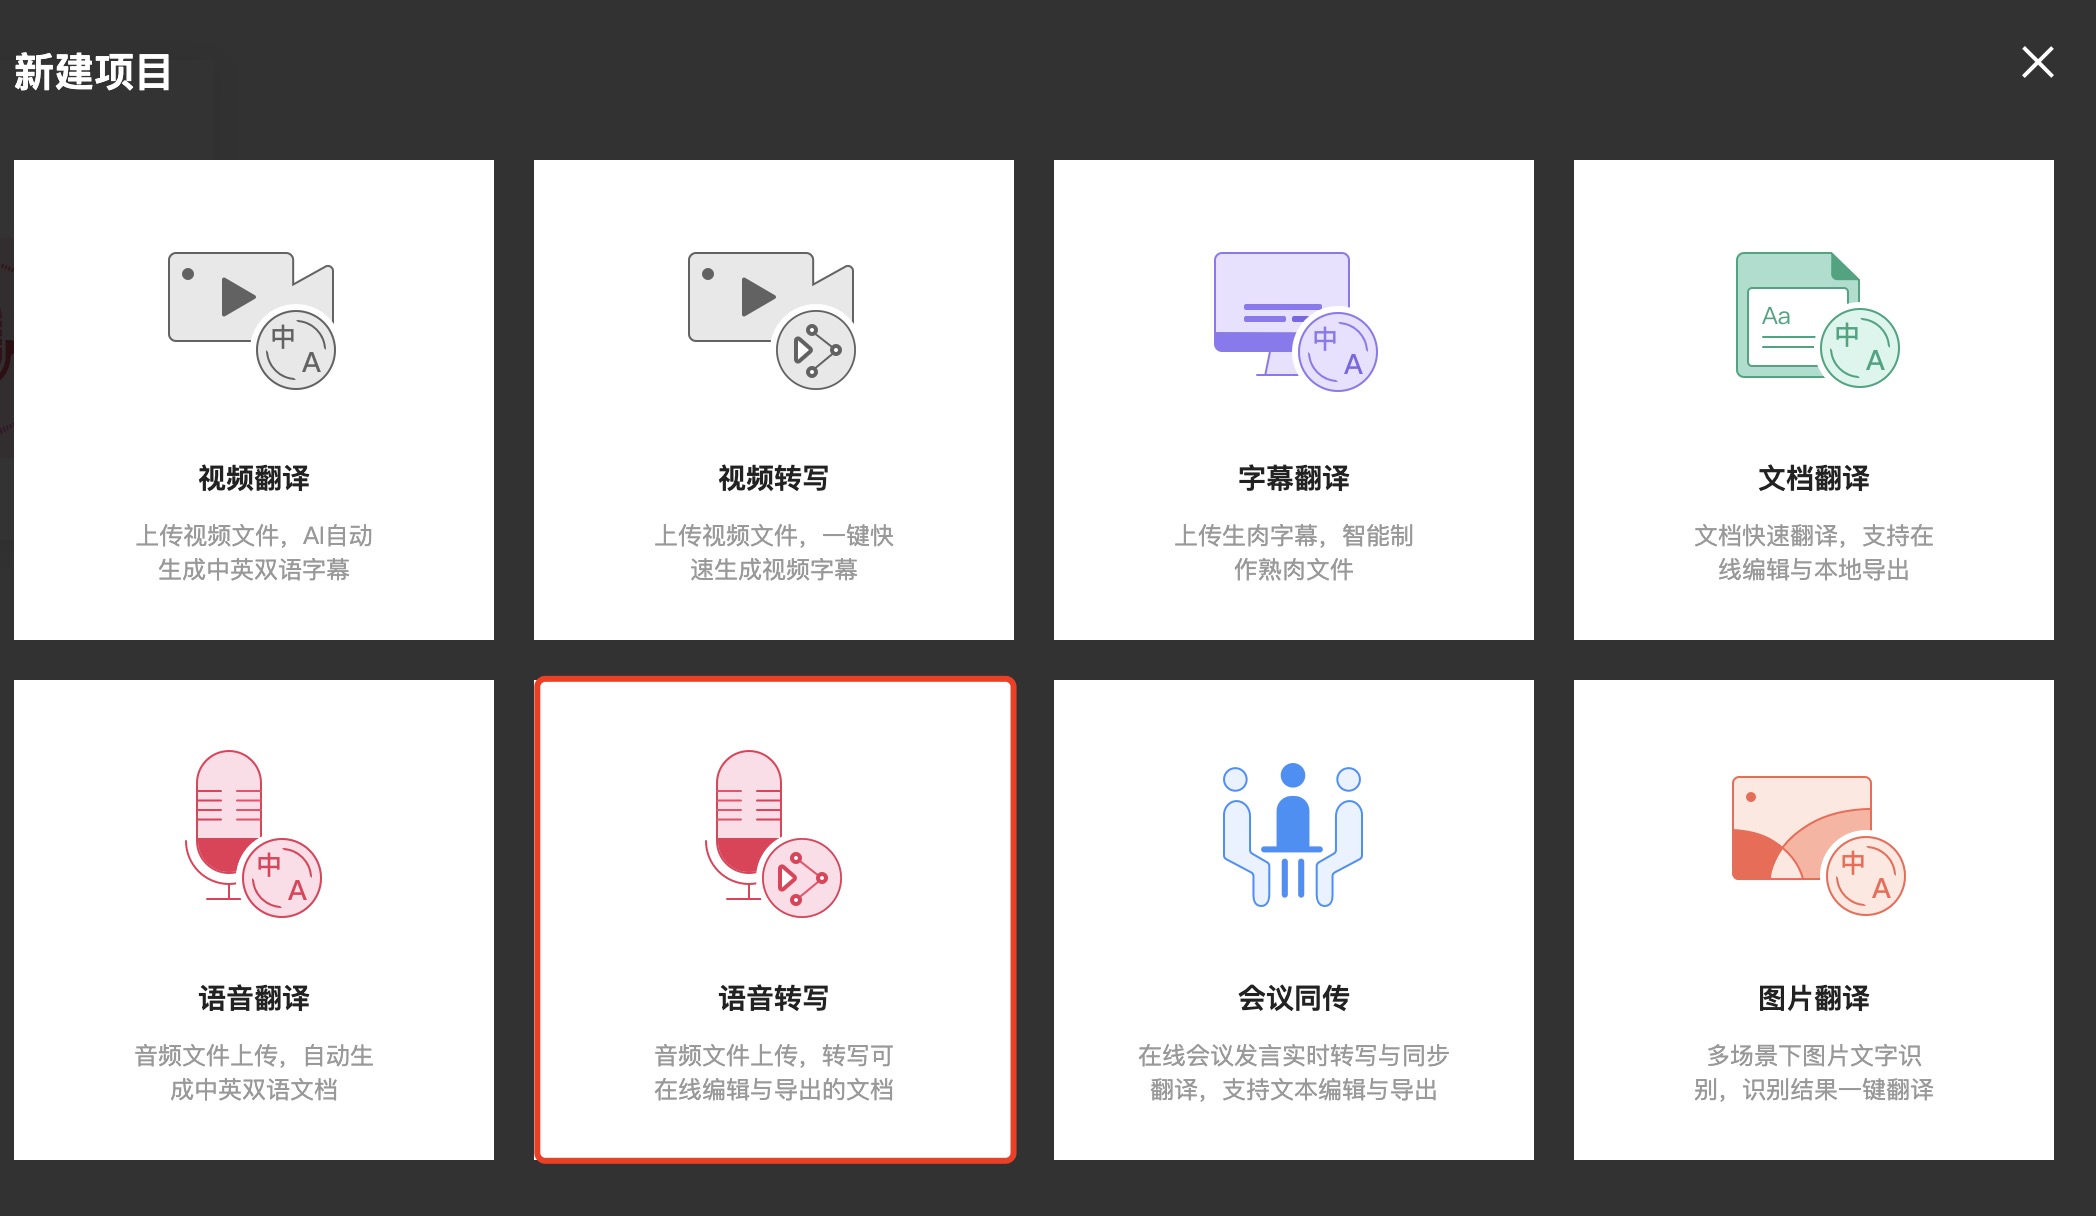 新建项目
中
A
中
A
Aa
中
A
视频翻译
视频转写
字幕翻译
文档翻译
上传视频文件，AI自动
生成中英双语字幕
上传视频文件，一键快
速生成视频字幕
上传生肉字幕，智能制
作熟肉文件
文档快速翻译，支持在
线编辑与本地导出
中
A
中
A
语音翻译
语音转写
会议同传
图片翻译
音频文件上传，自动生
成中英双语文档
音频文件上传，转写可
在线编辑与导出的文档
在线会议发言实时转写与同步
翻译，支持文本编辑与导出
多场景下图片文字识
别，识别结果一键翻译